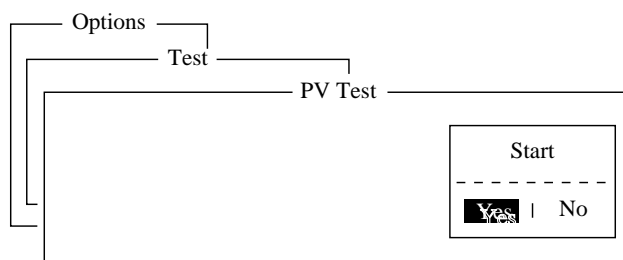 Options
Test
PV Test
Start
Yes | No